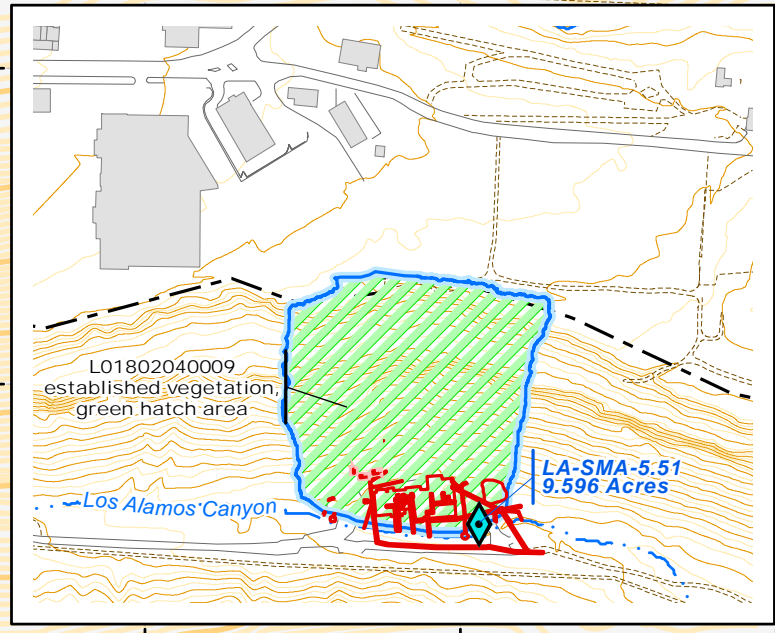 L01802040009
established vegetation,
green hatch area
LA-SMA-5.51
9.596 Acres
Los Alamos Canyon